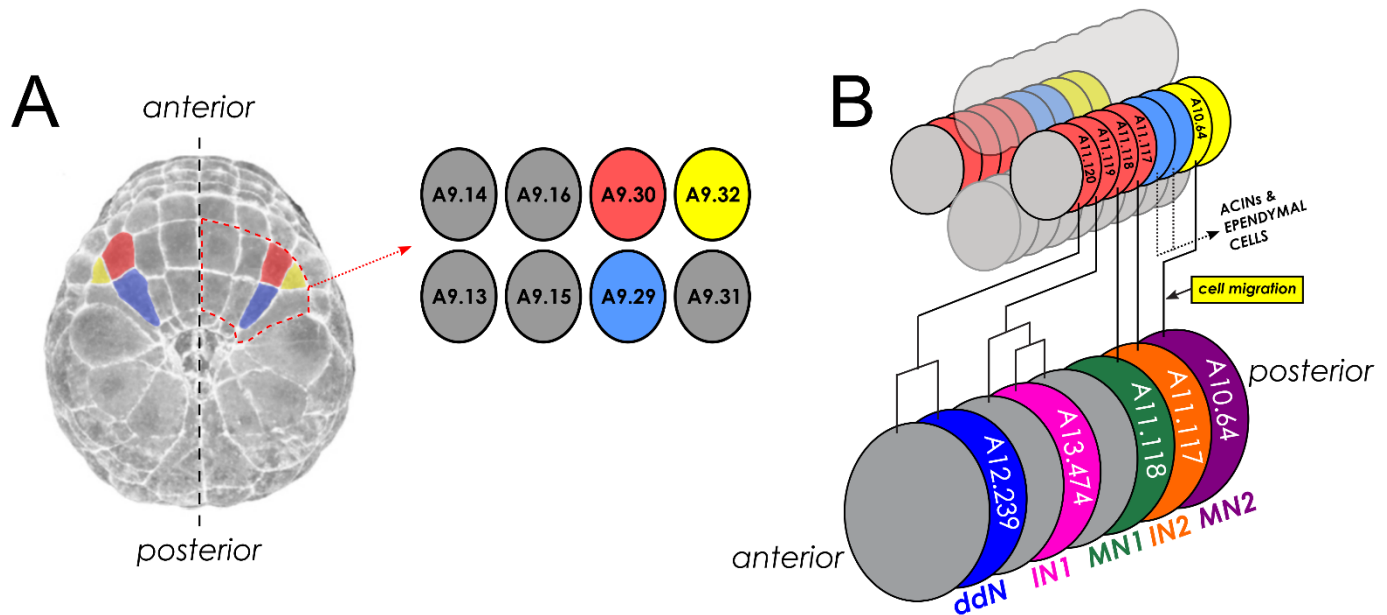 A
anterior
posterior
A9.14 A9.16 A9.30 A9.32
A9.13 A9.15 A9.29 A9.31
B
A11.120
A11.119
A11.118
A11.117
A10.64
ACINs &
EPENDYMAL
CELLS
cell migration
posterior
anterior
A12.239
A13.474
A11.118
A11.117
A10.64
ddN
IN1
MN1
IN2
MN2